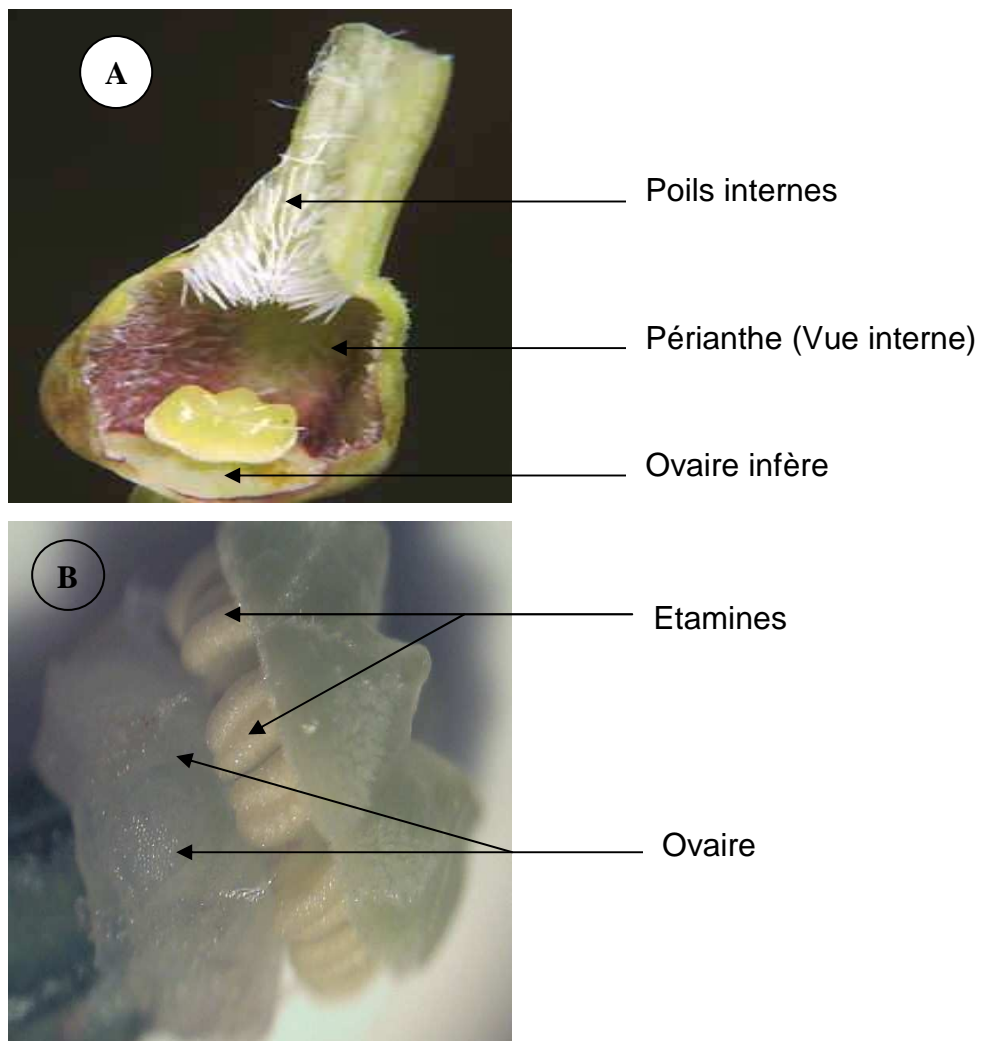 A
Poils internes
Périanthe (Vue interne)
Ovaire infère
B
Etamines
Ovaire